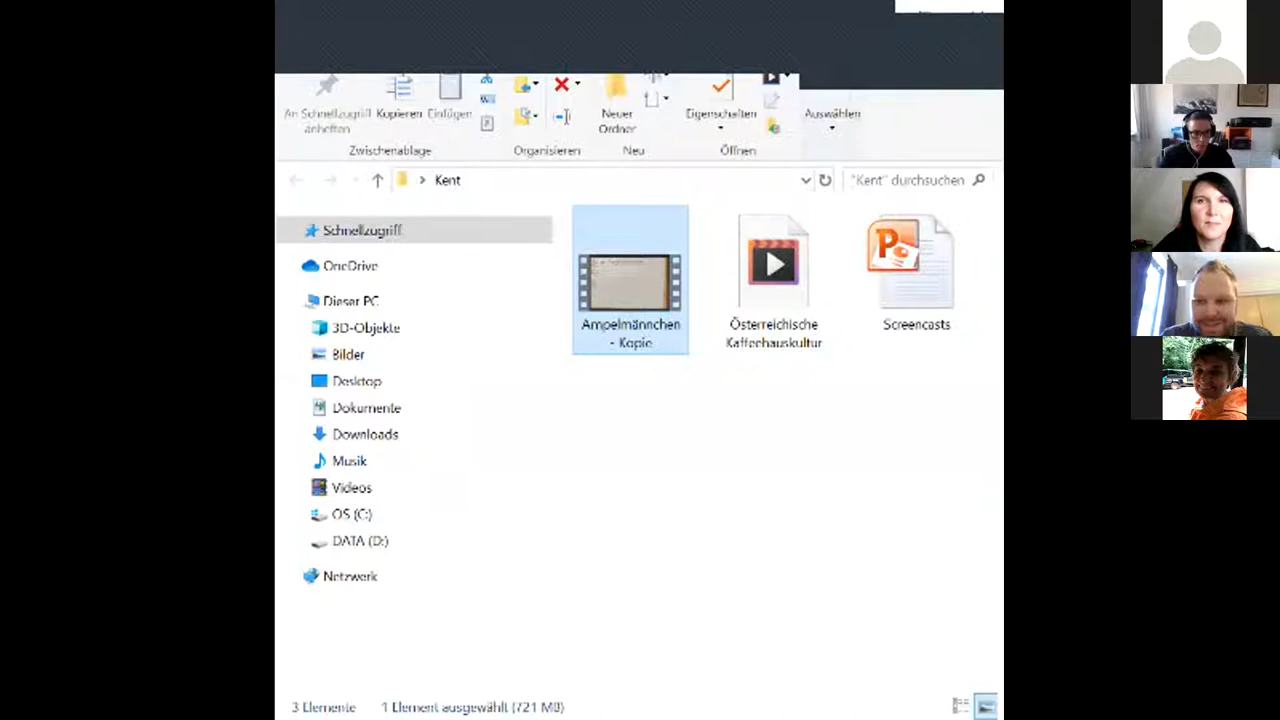 An Schnellzugriff anheften
Kopieren
Einfügen
Neuer Ordner
Eigenschaften
Auswählen
Zwischenablage
Organisieren
Neu
Öffnen
Kent
"Kent" durchsuchen
Schnellzugriff
OneDrive
Dieser PC
3D-Objekte
Bilder
Desktop
Dokumente
Downloads
Musik
Videos
OS (C:)
DATA (D:)
Netzwerk
Ampelmännchen
- Kopie
Österreichische
Kaffeehauskultur
Screencasts
3 Elemente
1 Element ausgewählt (721 MB)